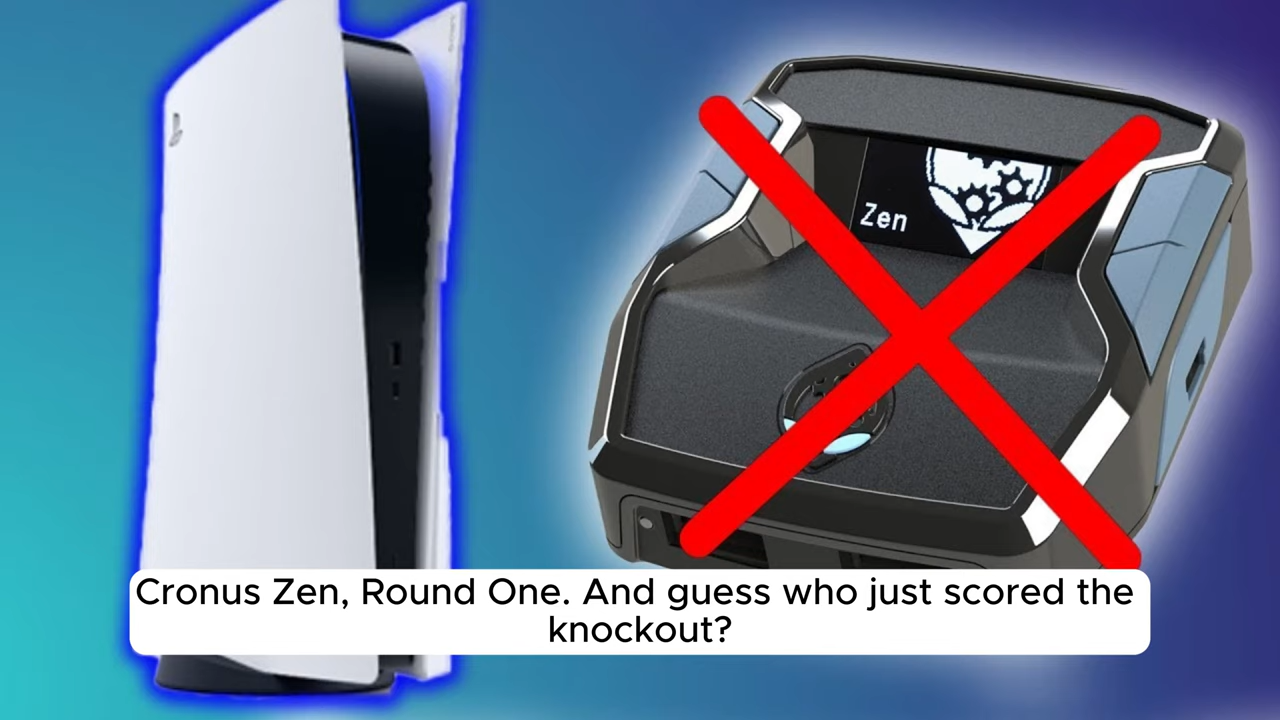 Zen
Cronus Zen, Round One. And guess who just scored the
knockout?